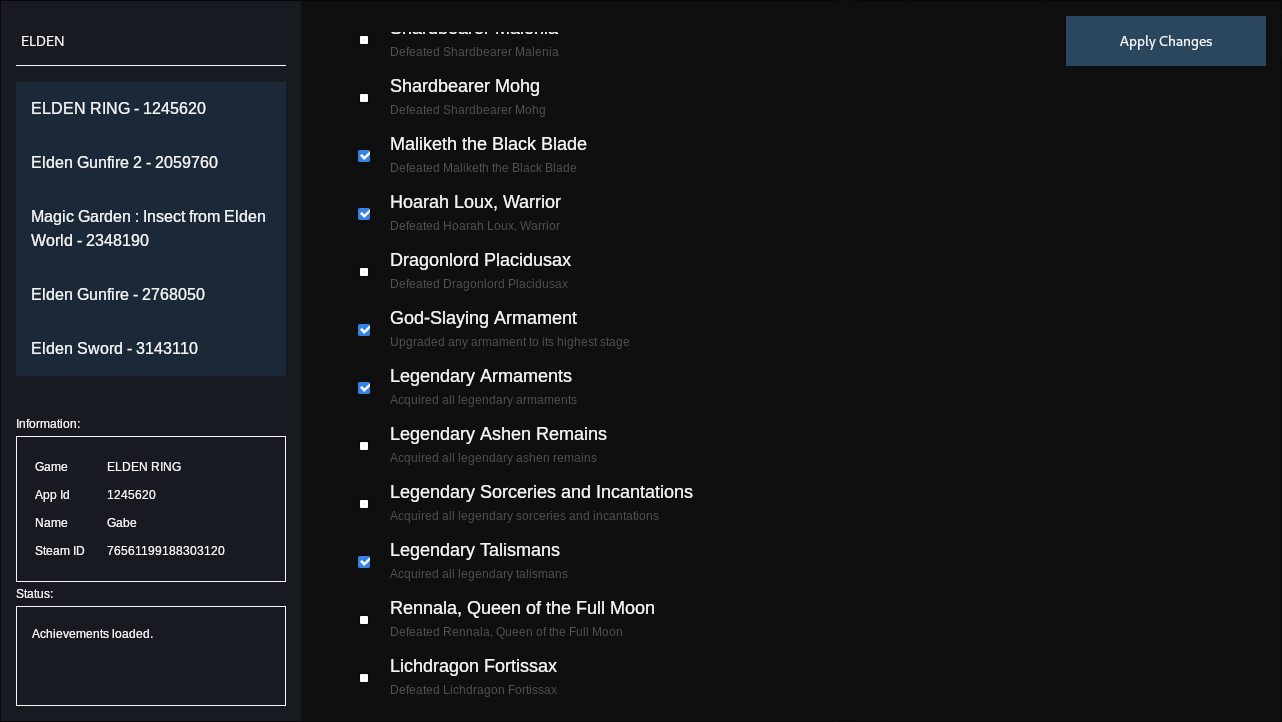 ELDEN
ELDEN RING - 1245620
Elden Gunfire 2 - 2059760
Magic Garden : Insect from Elden
World - 2348190
Elden Gunfire - 2768050
Elden Sword - 3143110
Information:
Game ELDEN RING
App Id 1245620
Name Gabe
Steam ID 76561199188303120
Status:
Achievements loaded.
Shardbearer Malenia
Defeated Shardbearer Malenia
Shardbearer Mohg
Defeated Shardbearer Mohg
Maliketh the Black Blade
Defeated Maliketh the Black Blade
Hoarah Loux, Warrior
Defeated Hoarah Loux, Warrior
Dragonlord Placidusax
Defeated Dragonlord Placidusax
God-Slaying Armament
Upgraded any armament to its highest stage
Legendary Armaments
Acquired all legendary armaments
Legendary Ashen Remains
Acquired all legendary ashen remains
Legendary Sorceries and Incantations
Acquired all legendary sorceries and incantations
Legendary Talismans
Acquired all legendary talismans
Rennala, Queen of the Full Moon
Defeated Rennala, Queen of the Full Moon
Lichdragon Fortissax
Defeated Lichdragon Fortissax
Apply Changes